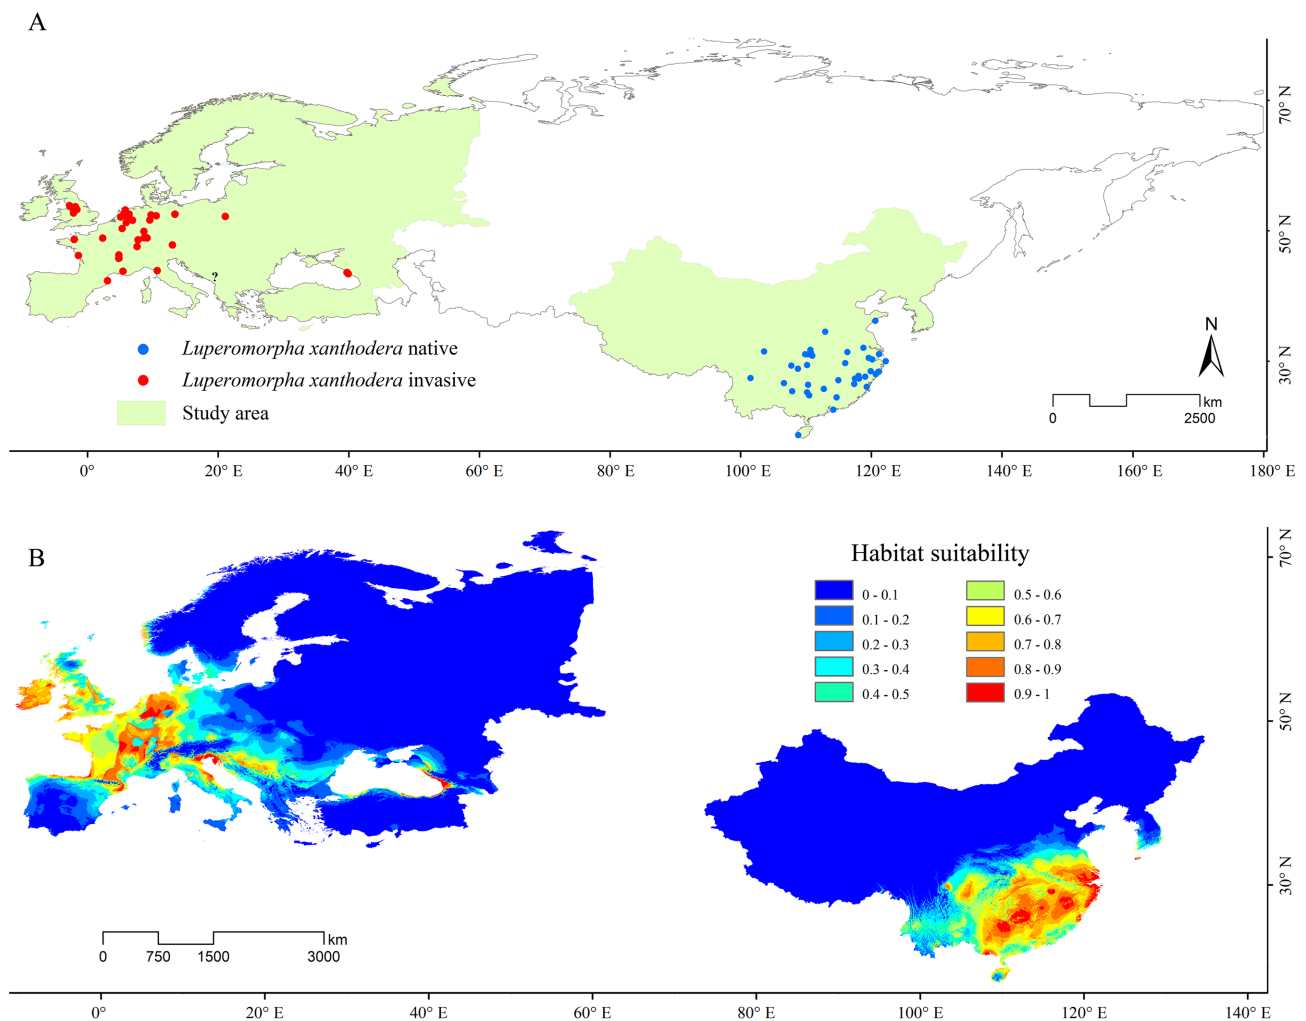 A
70° N
50° N
30° N
?
Luperomorpha xanthodera native
Luperomorpha xanthodera invasive
Study area
N
km
0 2500
0° 20° E 40° E 60° E 80° E 100° E 120° E 140° E 160° E 180° E
B
Habitat suitability
0 - 0.1 0.5 - 0.6
0.1 - 0.2 0.6 - 0.7
0.2 - 0.3 0.7 - 0.8
0.3 - 0.4 0.8 - 0.9
0.4 - 0.5 0.9 - 1
70° N
50° N
30° N
km
0 750 1500 3000
0° 20° E 40° E 60° E 80° E 100° E 120° E 140° E